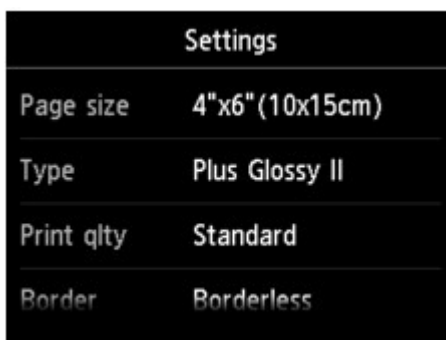 Settings
Page size 4"x6"(10x15cm)
Type Plus Glossy II
Print qlty Standard
Border Borderless